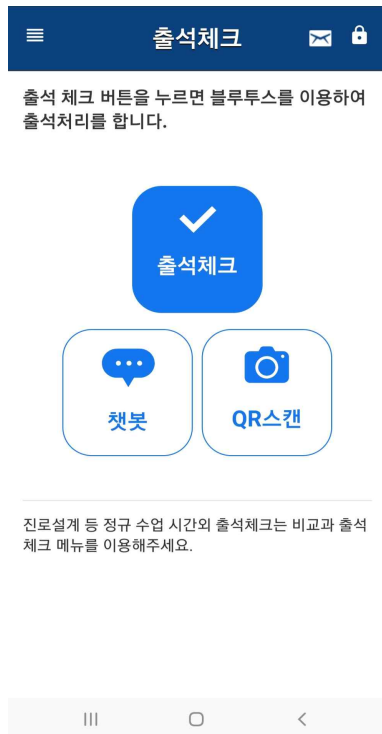 출석체크
출석 체크 버튼을 누르면 블루투스를 이용하여
출석처리를 합니다.
출석체크
챗봇
QR스캔
진로설계 등 정규 수업 시간외 출석체크는 비교과 출석
체크 메뉴를 이용해주세요.